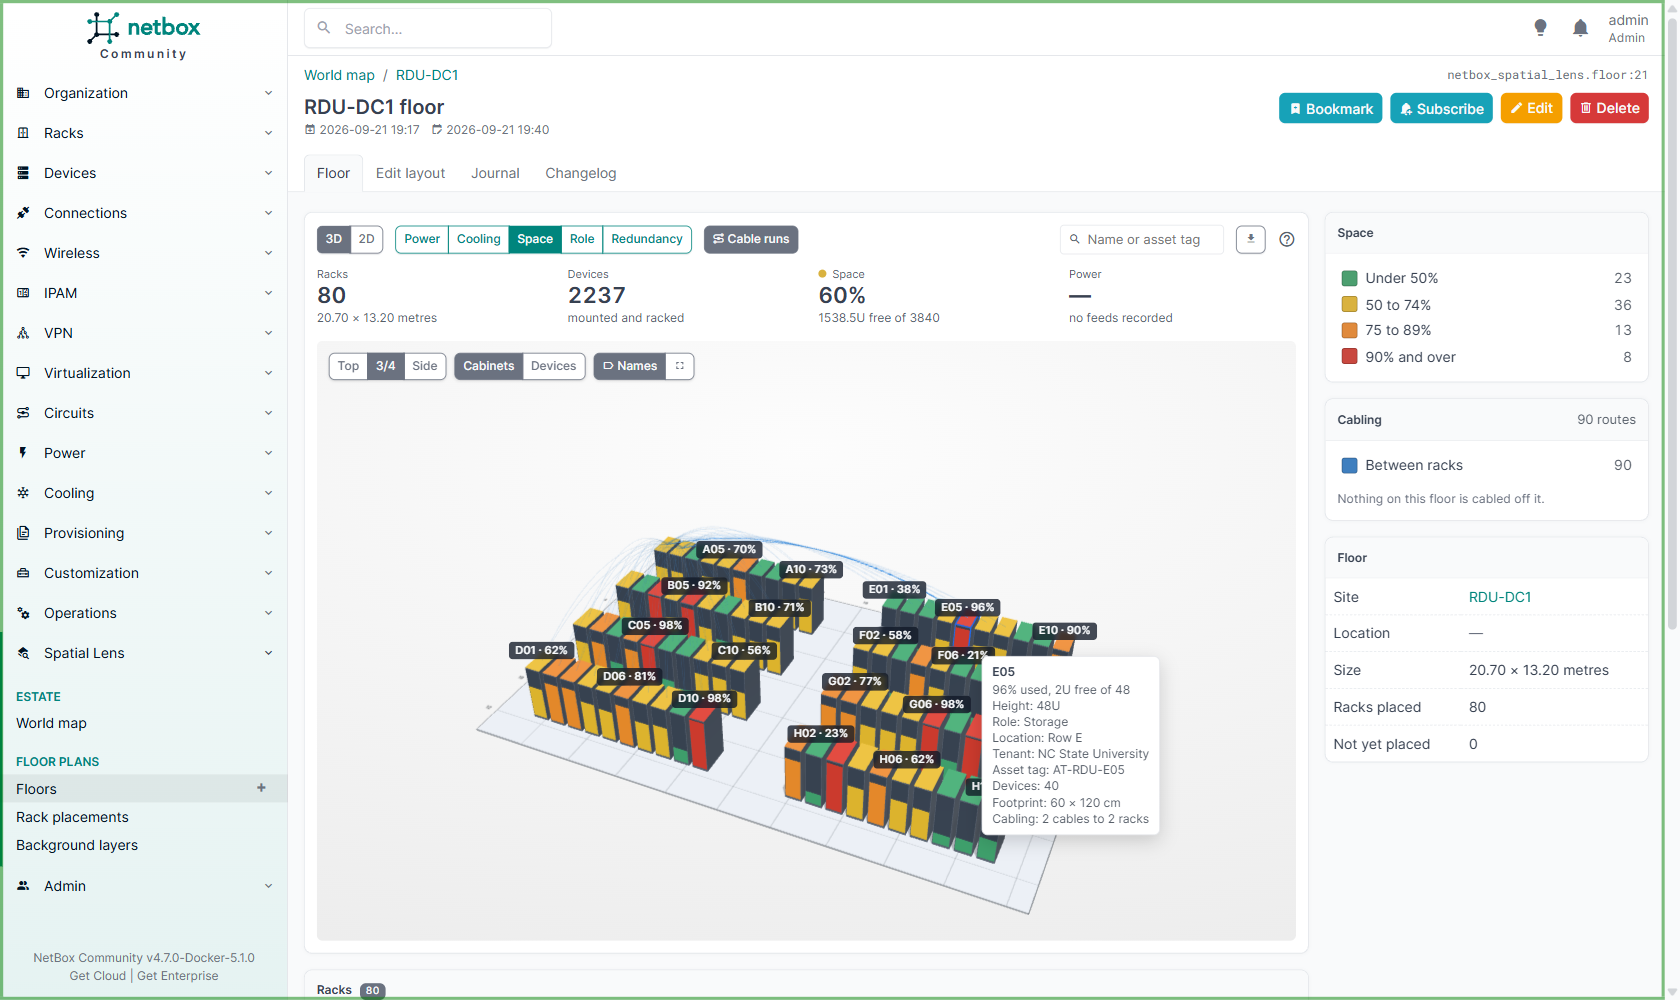 netbox
Community
Search...
admin
Admin
Organization
Racks
Devices
Connections
Wireless
IPAM
VPN
Virtualization
Circuits
Power
Cooling
Provisioning
Customization
Operations
Spatial Lens
ESTATE
World map
FLOOR PLANS
Floors
Rack placements
Background layers
Admin
NetBox Community v4.7.0-Docker-5.1.0
Get Cloud | Get Enterprise
World map / RDU-DC1
netbox_spatial_lens.floor:21
RDU-DC1 floor
2026-09-21 19:17 2026-09-21 19:40
Bookmark Subscribe Edit Delete
Floor Edit layout Journal Changelog
3D 2D Power Cooling Space Role Redundancy Cable runs Name or asset tag
Racks
80
20.70 × 13.20 metres
Devices
2237
mounted and racked
Space
60%
1538.5U free of 3840
Power
—
no feeds recorded
Top 3/4 Side Cabinets Devices Names
A05 · 70%
A10 · 73%
B05 · 92%
E01 · 38%
B10 · 71%
E05 · 96%
C05 · 98%
E10 · 90%
F02 · 58%
D01 · 62%
C10 · 56%
F06 · 21%
D06 · 81%
G02 · 77%
D10 · 98%
G06 · 98%
H02 · 23%
H06 · 62%
E05
96% used, 2U free of 48
Height: 48U
Role: Storage
Location: Row E
Tenant: NC State University
Asset tag: AT-RDU-E05
Devices: 40
Footprint: 60 × 120 cm
Cabling: 2 cables to 2 racks
Racks 80
Space
Under 50% 23
50 to 74% 36
75 to 89% 13
90% and over 8
Cabling 90 routes
Between racks 90
Nothing on this floor is cabled off it.
Floor
Site RDU-DC1
Location —
Size 20.70 × 13.20 metres
Racks placed 80
Not yet placed 0